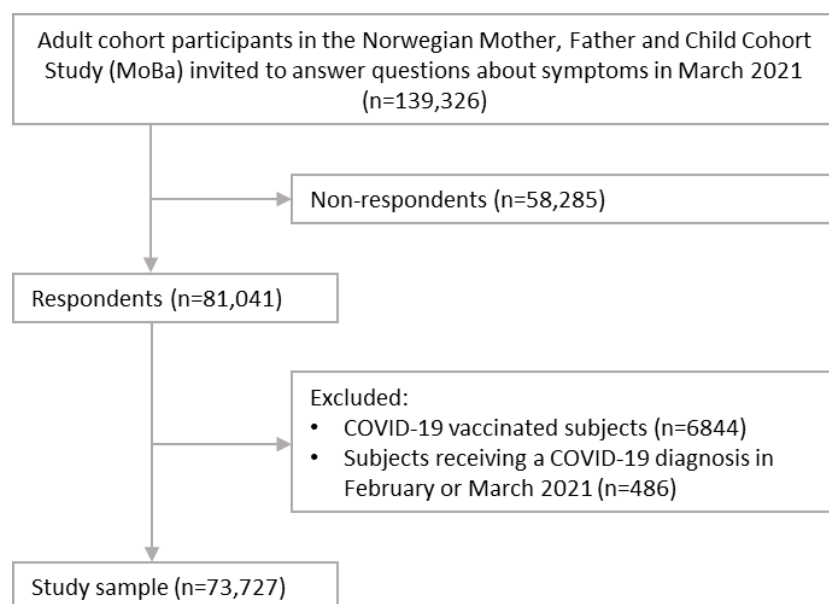 Adult cohort participants in the Norwegian Mother, Father and Child Cohort
Study (MoBa) invited to answer questions about symptoms in March 2021
(n=139,326)
Non-respondents (n=58,285)
Respondents (n=81,041)
Excluded:
• COVID-19 vaccinated subjects (n=6844)
• Subjects receiving a COVID-19 diagnosis in
February or March 2021 (n=486)
Study sample (n=73,727)